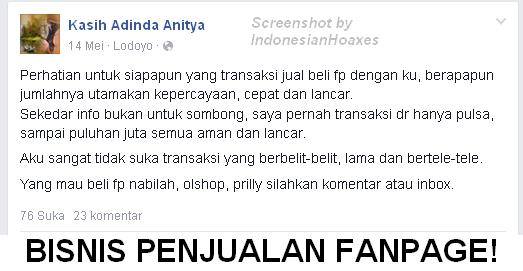 Kasih Adinda Anitya
14 Mei · Lodoyo ·
Screenshot by
IndonesianHoaxes
Perhatian untuk siapapun yang transaksi jual beli fp dengan ku, berapapun
jumlahnya utamakan kepercayaan, cepat dan lancar.
Sekedar info bukan untuk sombong, saya pernah transaksi dr hanya pulsa,
sampai puluhan juta semua aman dan lancar.
Aku sangat tidak suka transaksi yang berbelit-belit, lama dan bertele-tele.
Yang mau beli fp nabilah, olshop, prilly silahkan komentar atau inbox.
76 Suka 23 komentar
BISNIS PENJUALAN FANPAGE!